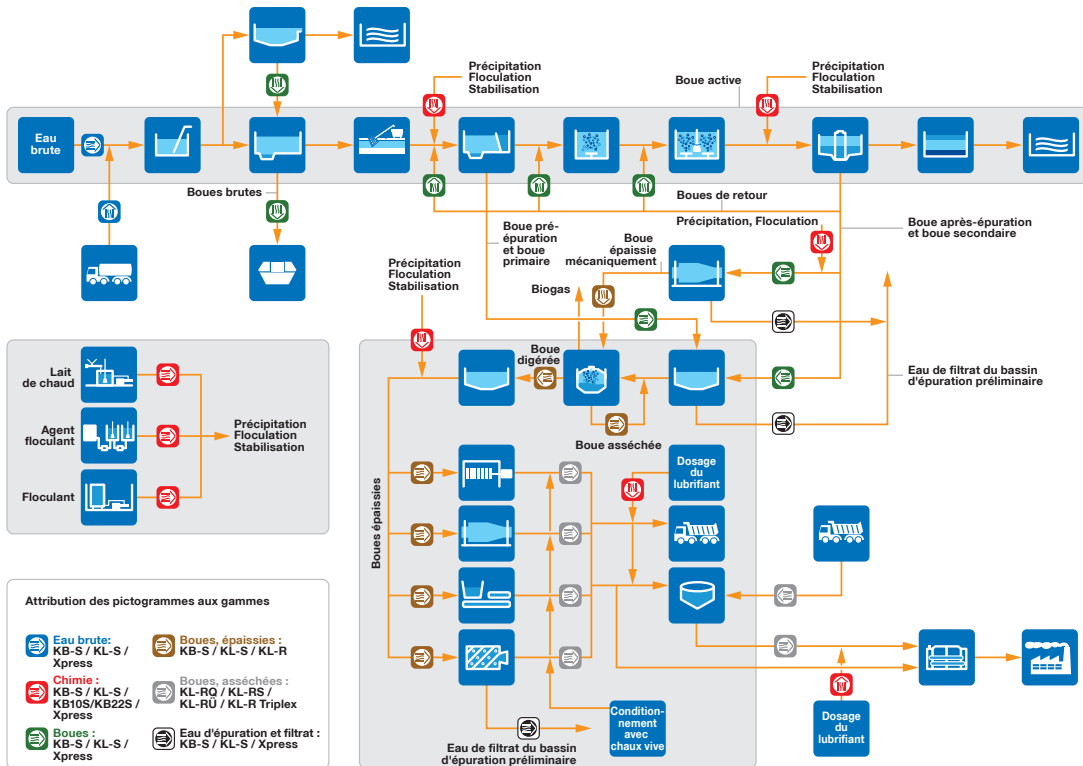 Précipitation
Floculation
Stabilisation
Boue active
Précipitation
Floculation
Stabilisation
Eau
brute
Boues brutes
Boues de retour
Boue pré-
épuration
et boue
primaire
Précipitation, Floculation
Boue
épaissie
mécaniquement
Boue après-épuration
et boue secondaire
Précipitation
Floculation
Stabilisation
Biogas
Boue
digérée
Eau de filtrat du bassin
d'épuration préliminaire
Boue asséchée
Lait
de chaud
Agent
floculant
Floculant
Précipitation
Floculation
Stabilisation
Boues épaissies
Dosage
du
lubrifiant
Attribution des pictogrammes aux gammes
Eau brute:
KB-S / KL-S /
Xpress
Chimie :
KB-S / KL-S /
KB10S/KB22S /
Xpress
Boues :
KB-S / KL-S /
Xpress
Boues, épaissies :
KB-S / KL-S / KL-R
Boues, asséchées :
KL-RQ / KL-RS /
KL-RÜ / KL-R Triplex
Eau d'épuration et filtrat :
KB-S / KL-S / Xpress
Eau de filtrat du bassin
d'épuration préliminaire
Condition-
nement
avec
chaux vive
Dosage du
lubrifiant